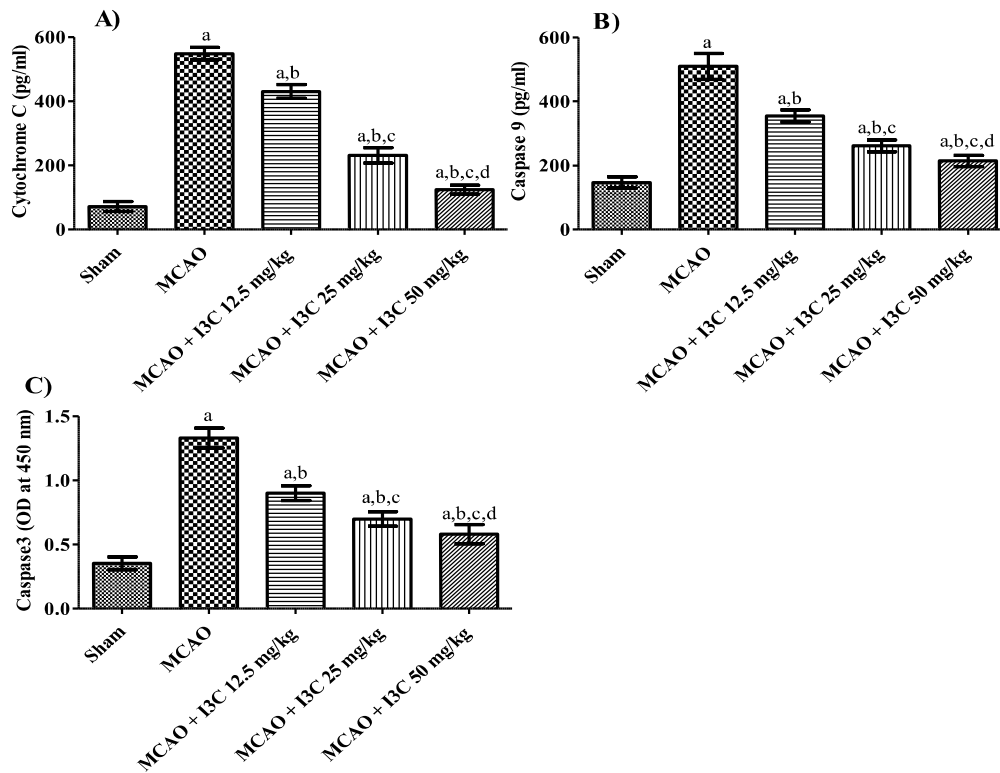 A)
Cytochrome C (pg/ml)
600
400
200
0
a
a,b
a,b,c
a,b,c,d
Sham
MCAO
MCAO + I3C 12.5 mg/kg
MCAO + I3C 25 mg/kg
MCAO + I3C 50 mg/kg
B)
Caspase 9 (pg/ml)
600
400
200
0
a
a,b
a,b,c
a,b,c,d
Sham
MCAO
MCAO + I3C 12.5 mg/kg
MCAO + I3C 25 mg/kg
MCAO + I3C 50 mg/kg
C)
Caspase3 (OD at 450 nm)
1.5
1.0
0.5
0.0
a
a,b
a,b,c
a,b,c,d
Sham
MCAO
MCAO + I3C 12.5 mg/kg
MCAO + I3C 25 mg/kg
MCAO + I3C 50 mg/kg